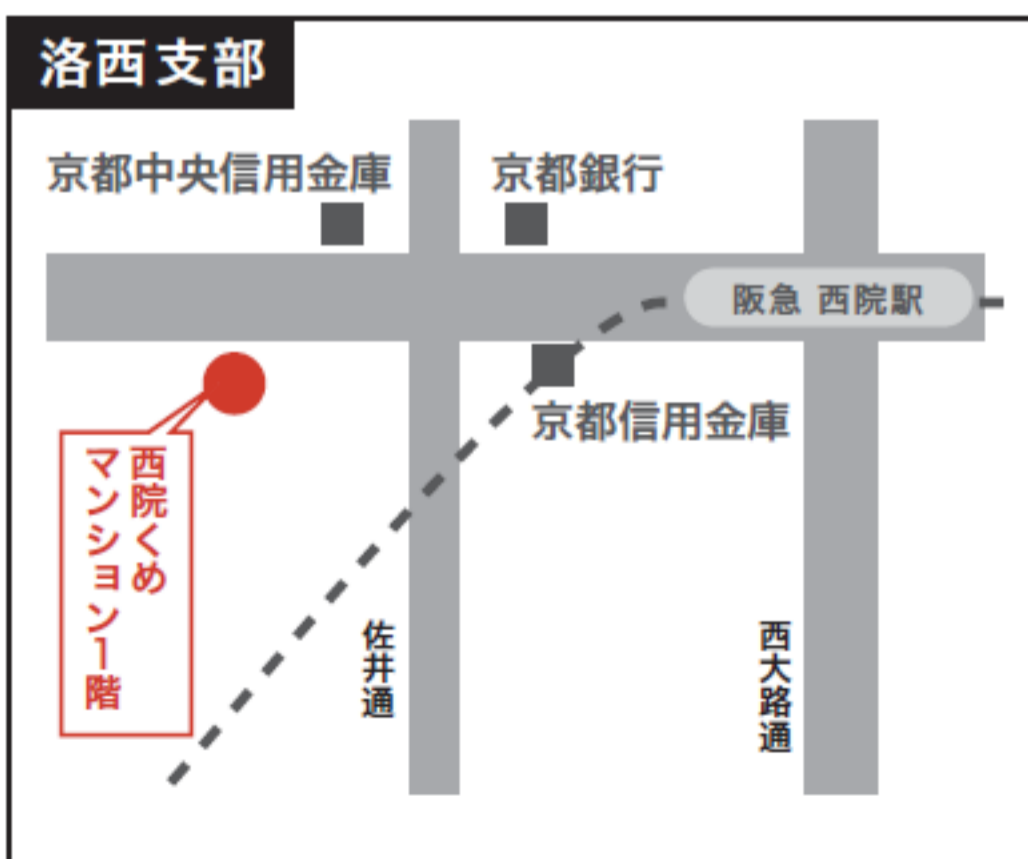 洛西支部
京都中央信用金庫
京都銀行
阪急 西院駅
京都信用金庫
西院くめ
マンション1階
佐井通
西大路通